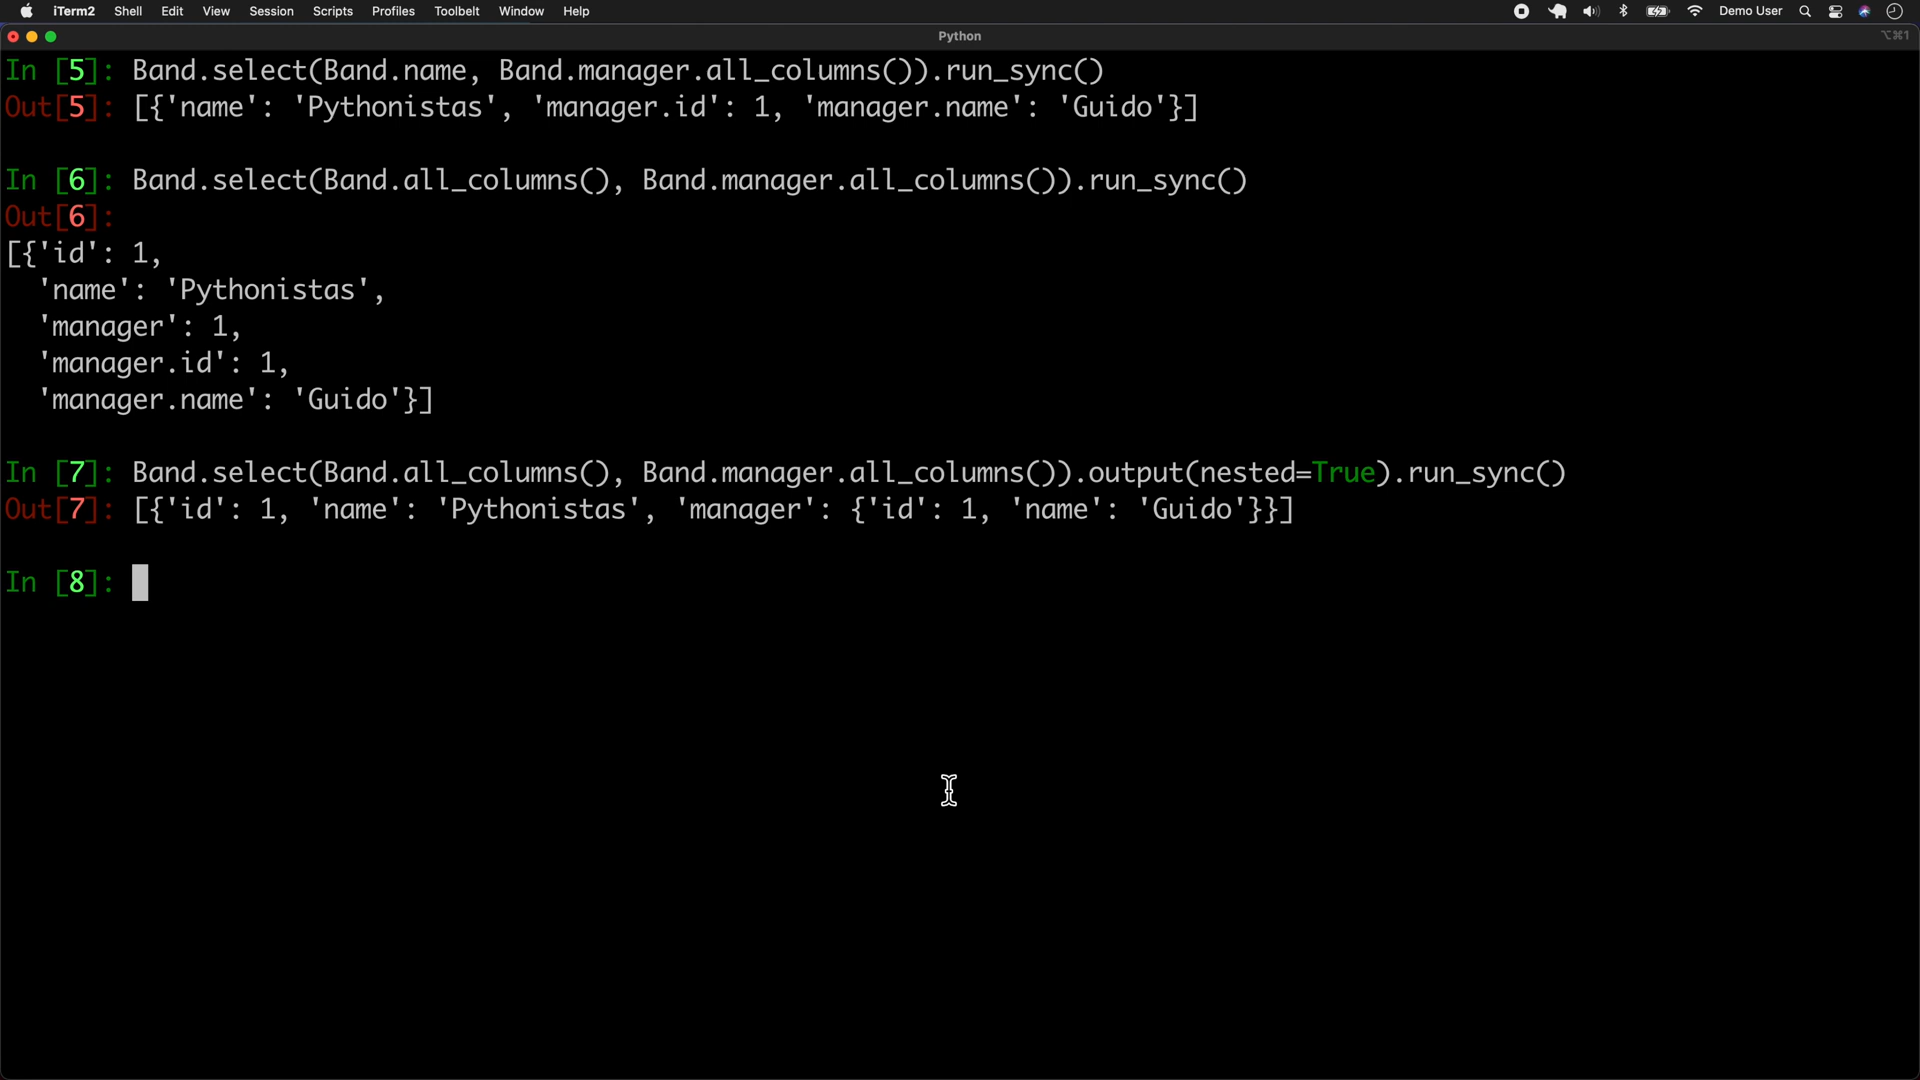 iTerm2 Shell Edit View Session Scripts Profiles Toolbelt Window Help Demo User
Python ⌥⌘1
In [5]: Band.select(Band.name, Band.manager.all_columns()).run_sync()
Out[5]: [{'name': 'Pythonistas', 'manager.id': 1, 'manager.name': 'Guido'}]
In [6]: Band.select(Band.all_columns(), Band.manager.all_columns()).run_sync()
Out[6]:
[{'id': 1,
'name': 'Pythonistas',
'manager': 1,
'manager.id': 1,
'manager.name': 'Guido'}]
In [7]: Band.select(Band.all_columns(), Band.manager.all_columns()).output(nested=True).run_sync()
Out[7]: [{'id': 1, 'name': 'Pythonistas', 'manager': {'id': 1, 'name': 'Guido'}}]
In [8]: